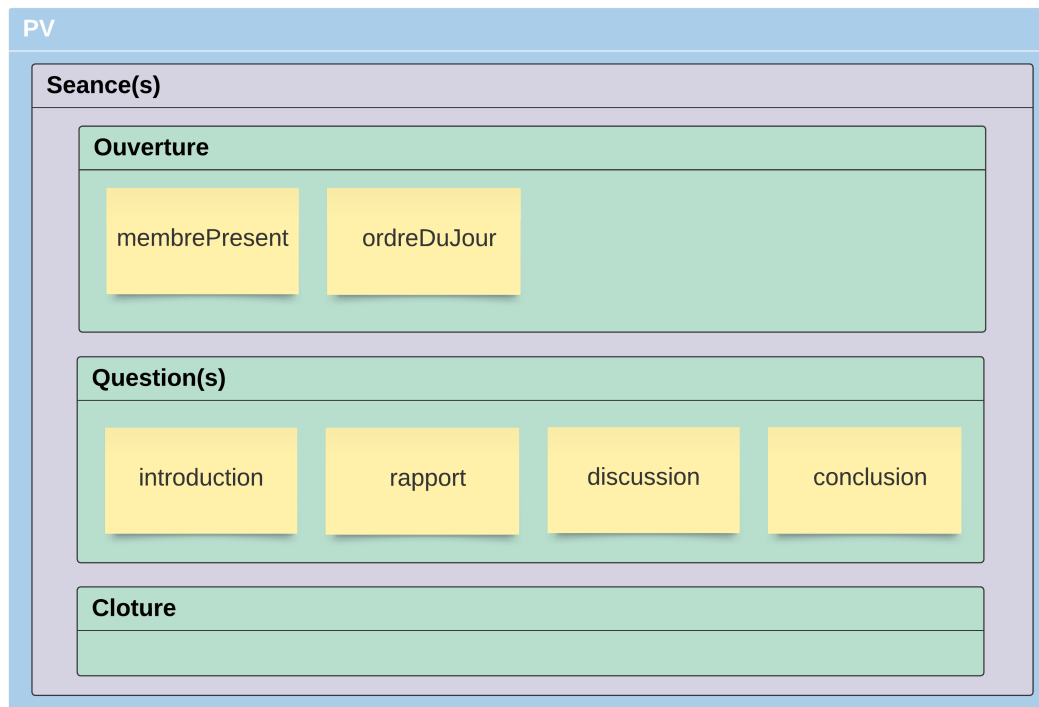 PV
Seance(s)
Ouverture
membrePresent
ordreDuJour
Question(s)
introduction
rapport
discussion
conclusion
Cloture